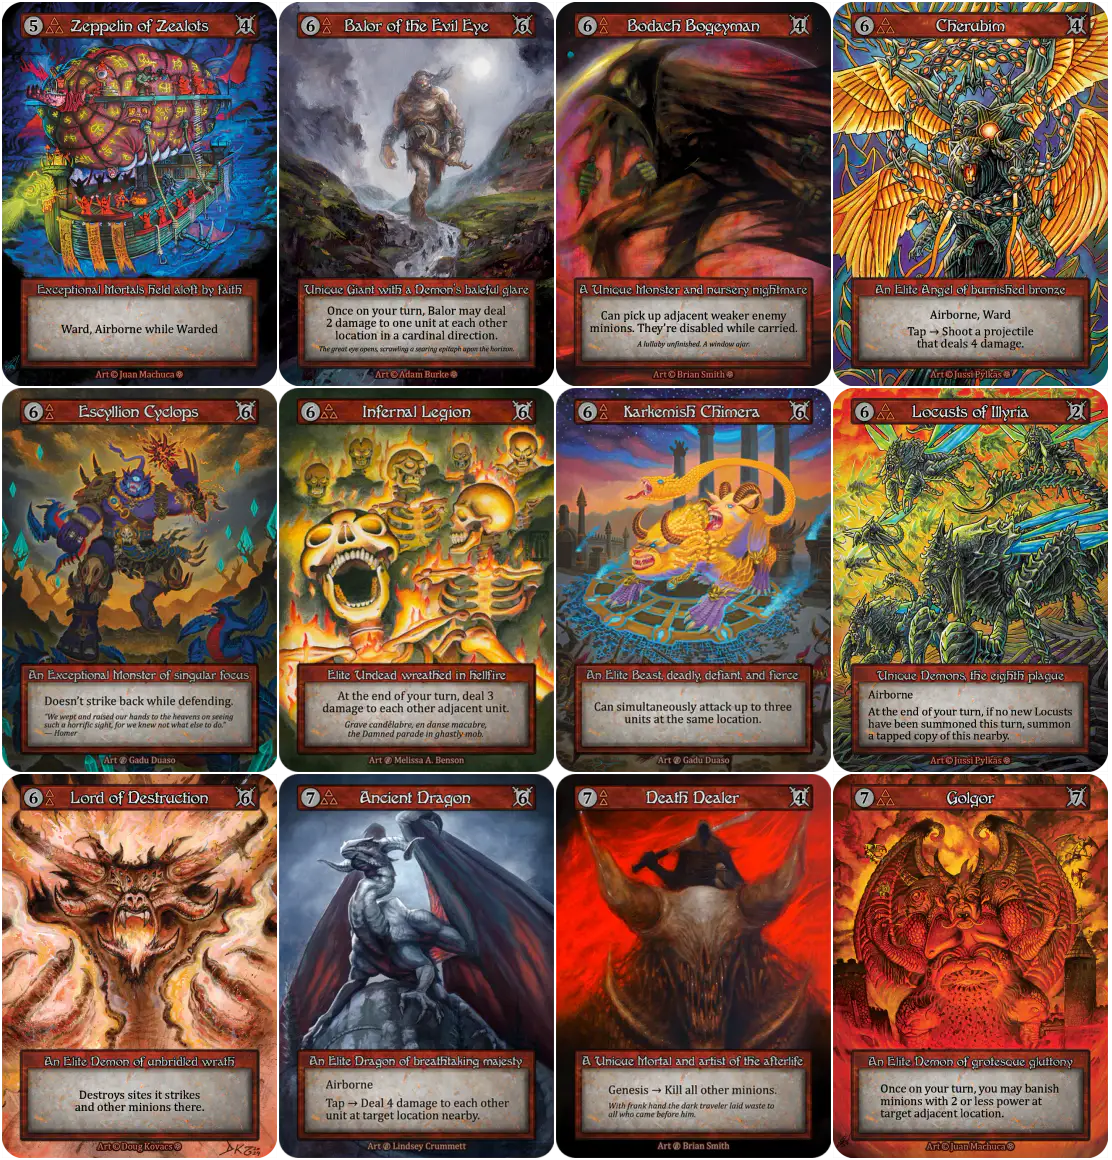 5 Zeppelin of Zealots 4
Exceptional Mortals held aloft by faith
Ward, Airborne while Warded
Art © Juan Machuca
6 Balor of the Evil Eye 6
Unique Giant with a Demon's baleful glare
Once on your turn, Balor may deal
2 damage to one unit at each other
location in a cardinal direction.
The great eye opens, scrawling a searing epitaph upon the horizon.
Art © Adam Burke
6 Bodach Bogeyman 4
A Unique Monster and nursery nightmare
Can pick up adjacent weaker enemy
minions. They're disabled while carried.
A lullaby unfinished. A window ajar.
Art © Brian Smith
6 Cherubim 4
An Elite Angel of burnished bronze
Airborne, Ward
Tap → Shoot a projectile
that deals 4 damage.
Art © Jussi Pylkäs
6 Escyllion Cyclops 6
An Exceptional Monster of singular focus
Doesn't strike back while defending.
"We wept and raised our hands to the heavens on seeing
such a horrific sight, for we knew not what else to do."
— Homer
Art Gadu Duaso
6 Infernal Legion 6
Elite Undead wreathed in hellfire
At the end of your turn, deal 3
damage to each other adjacent unit.
Grave candélabre, en danse macabre,
the Damned parade in ghastly mob.
Art Melissa A. Benson
6 Karkemish Chimera 6
An Elite Beast, deadly, defiant, and fierce
Can simultaneously attack up to three
units at the same location.
Art Gadu Duaso
6 Locusts of Illyria 2
Unique Demons, the eighth plague
Airborne
At the end of your turn, if no new Locusts
have been summoned this turn, summon
a tapped copy of this nearby.
Art © Jussi Pylkäs
6 Lord of Destruction 6
An Elite Demon of unbridled wrath
Destroys sites it strikes
and other minions there.
Art © Doug Kovacs
7 Ancient Dragon 6
An Elite Dragon of breathtaking majesty
Airborne
Tap → Deal 4 damage to each other
unit at target location nearby.
Art Lindsey Crummett
7 Death Dealer 4
A Unique Mortal and artist of the afterlife
Genesis → Kill all other minions.
With frank hand the dark traveler laid waste to
all who came before him.
Art Brian Smith
7 Golgor 7
An Elite Demon of grotesque gluttony
Once on your turn, you may banish
minions with 2 or less power at
target adjacent location.
Art © Juan Machuca